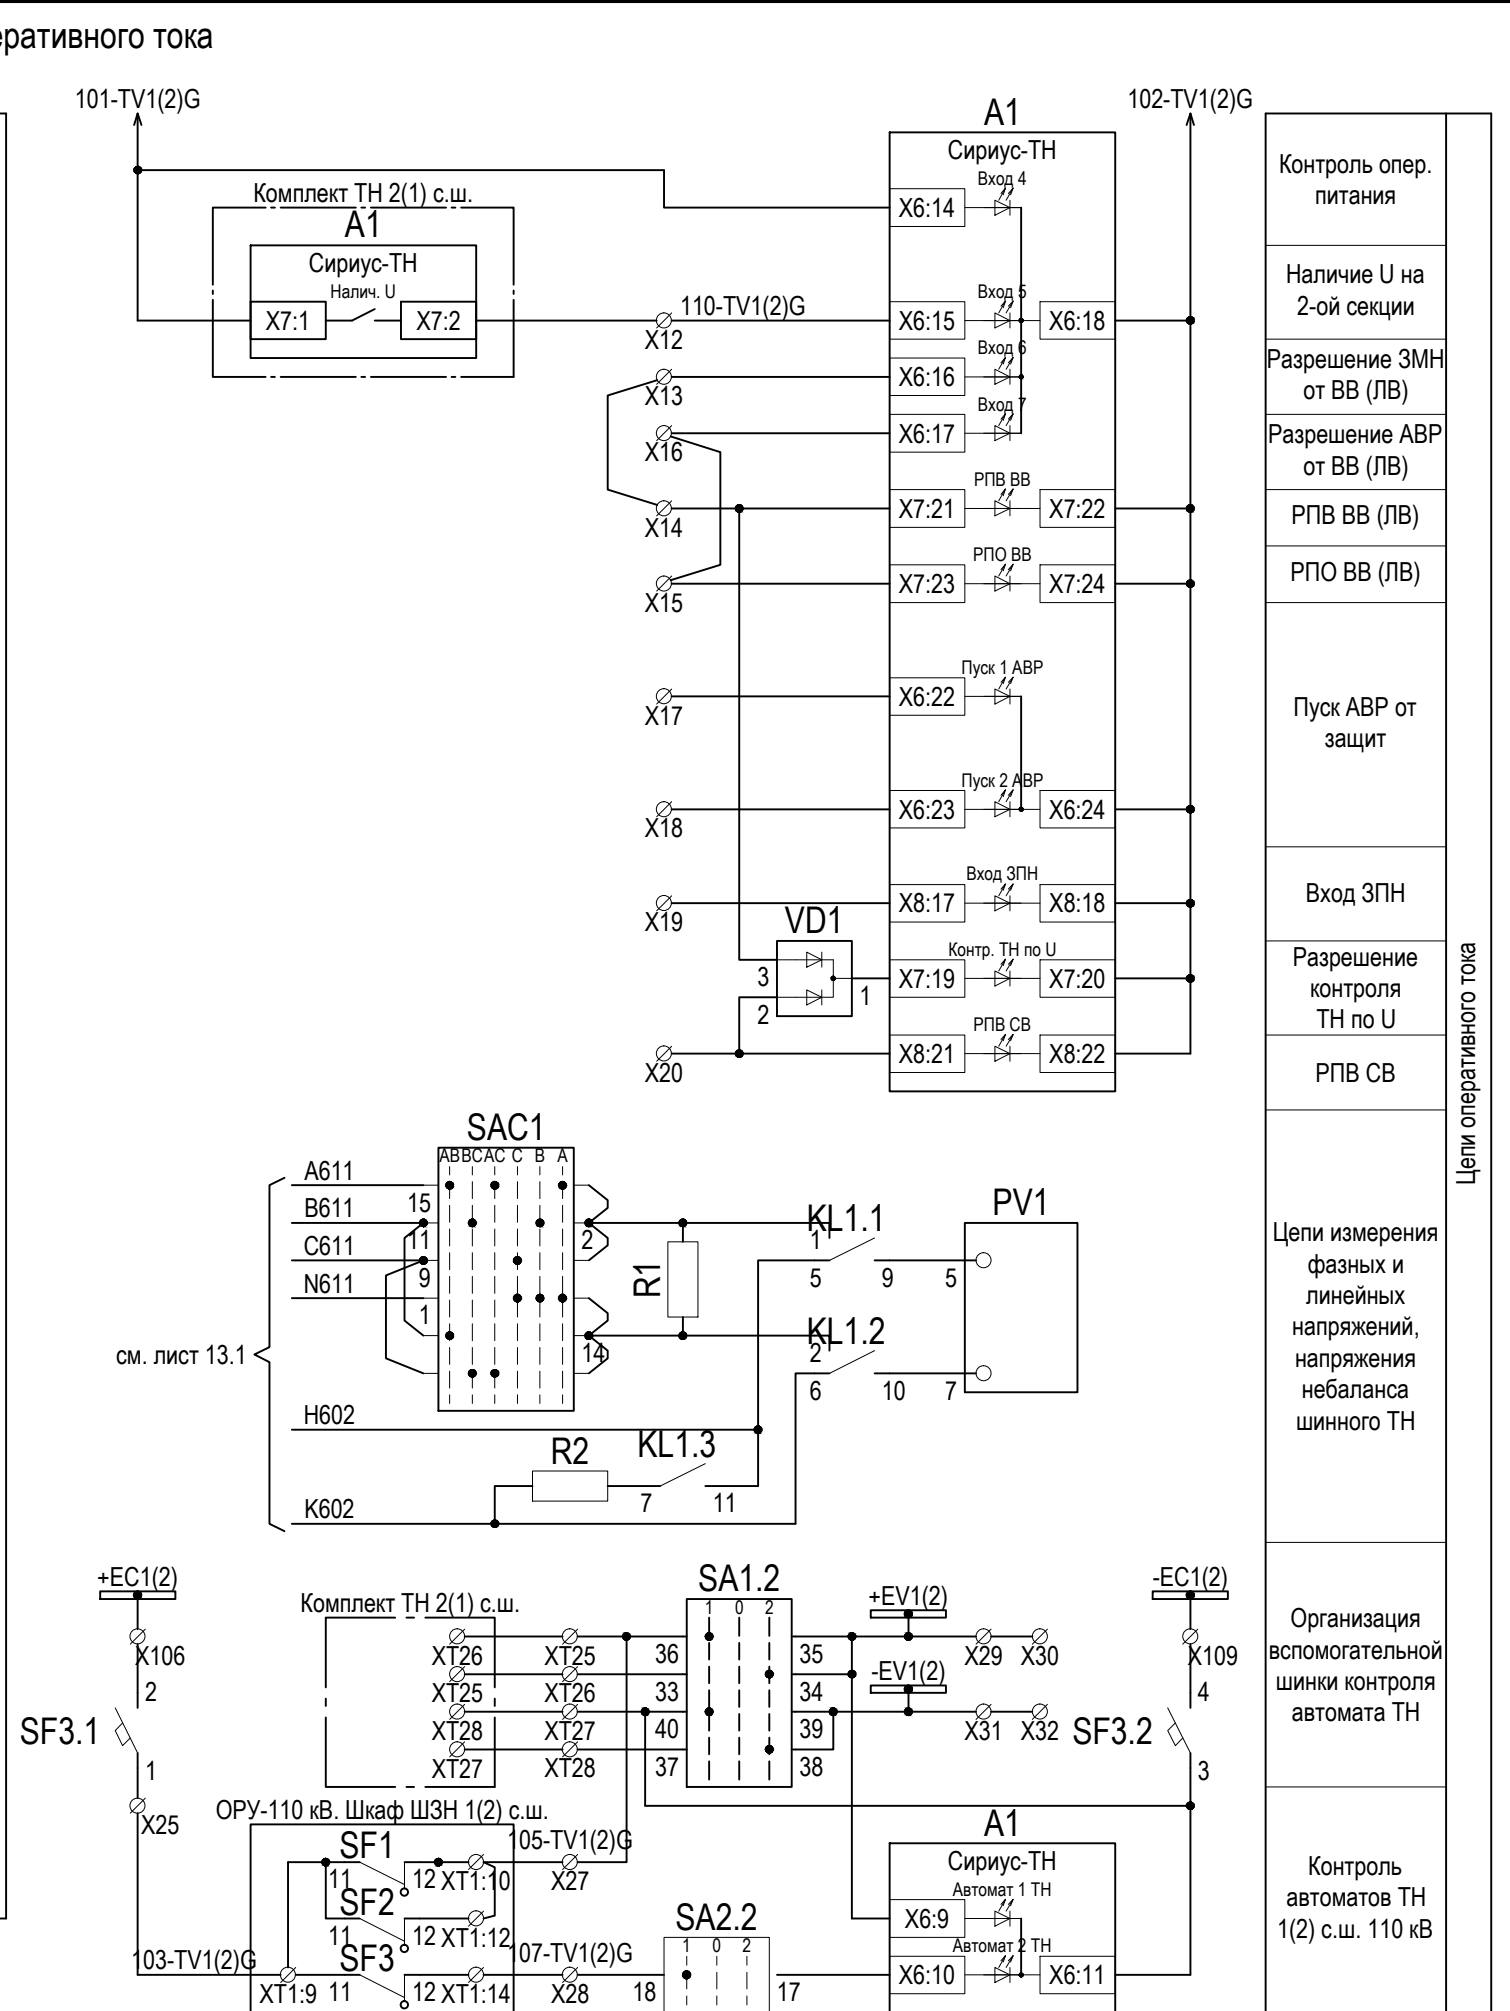 еративного тока
101-TV1(2)G
102-TV1(2)G
A1
Сириус-ТН
Вход 4
X6:14
Контроль опер.
питания
Комплект ТН 2(1) с.ш.
A1
Сириус-ТН
Налич. U
X7:1
X7:2
X12
110-TV1(2)G
Вход 5
X6:15
X6:18
Наличие U на
2-ой секции
X13
Вход 6
X6:16
Разрешение ЗМН
от ВВ (ЛВ)
X16
Вход 7
X6:17
Разрешение АВР
от ВВ (ЛВ)
X14
РПВ ВВ
X7:21
X7:22
РПВ ВВ (ЛВ)
X15
РПО ВВ
X7:23
X7:24
РПО ВВ (ЛВ)
X17
Пуск 1 АВР
X6:22
Пуск АВР от
защит
X18
Пуск 2 АВР
X6:23
X6:24
X19
Вход ЗПН
X8:17
X8:18
Вход ЗПН
VD1
3
2
1
Контр. ТН по U
X7:19
X7:20
Разрешение
контроля
ТН по U
X20
РПВ СВ
X8:21
X8:22
РПВ СВ
Цепи оперативного тока
SAC1
AB BC AC C B A
A611
B611
C611
N611
15
11
9
1
2
14
R1
KL1.1
1
5
9
5
PV1
KL1.2
2
6
10
7
см. лист 13.1
H602
R2
KL1.3
7
11
K602
Цепи измерения
фазных и
линейных
напряжений,
напряжения
небаланса
шинного ТН
+EC1(2)
X106
2
SF3.1
1
X25
Комплект ТН 2(1) с.ш.
XT26
XT25
XT25
XT26
XT28
XT27
XT27
XT28
SA1.2
1 0 2
36
35
33
34
40
39
37
38
+EV1(2)
X29
X30
-EV1(2)
X31
X32
-EC1(2)
X109
4
SF3.2
3
Организация
вспомогательной
шинки контроля
автомата ТН
ОРУ-110 кВ. Шкаф ШЗН 1(2) с.ш.
SF1
11
12
XT1:10
105-TV1(2)G
X27
SF2
11
12
XT1:12
103-TV1(2)G
XT1:9
SF3
11
12
XT1:14
107-TV1(2)G
X28
SA2.2
1 0 2
18
17
A1
Сириус-ТН
Автомат 1 ТН
X6:9
Автомат 2 ТН
X6:10
X6:11
Контроль
автоматов ТН
1(2) с.ш. 110 кВ